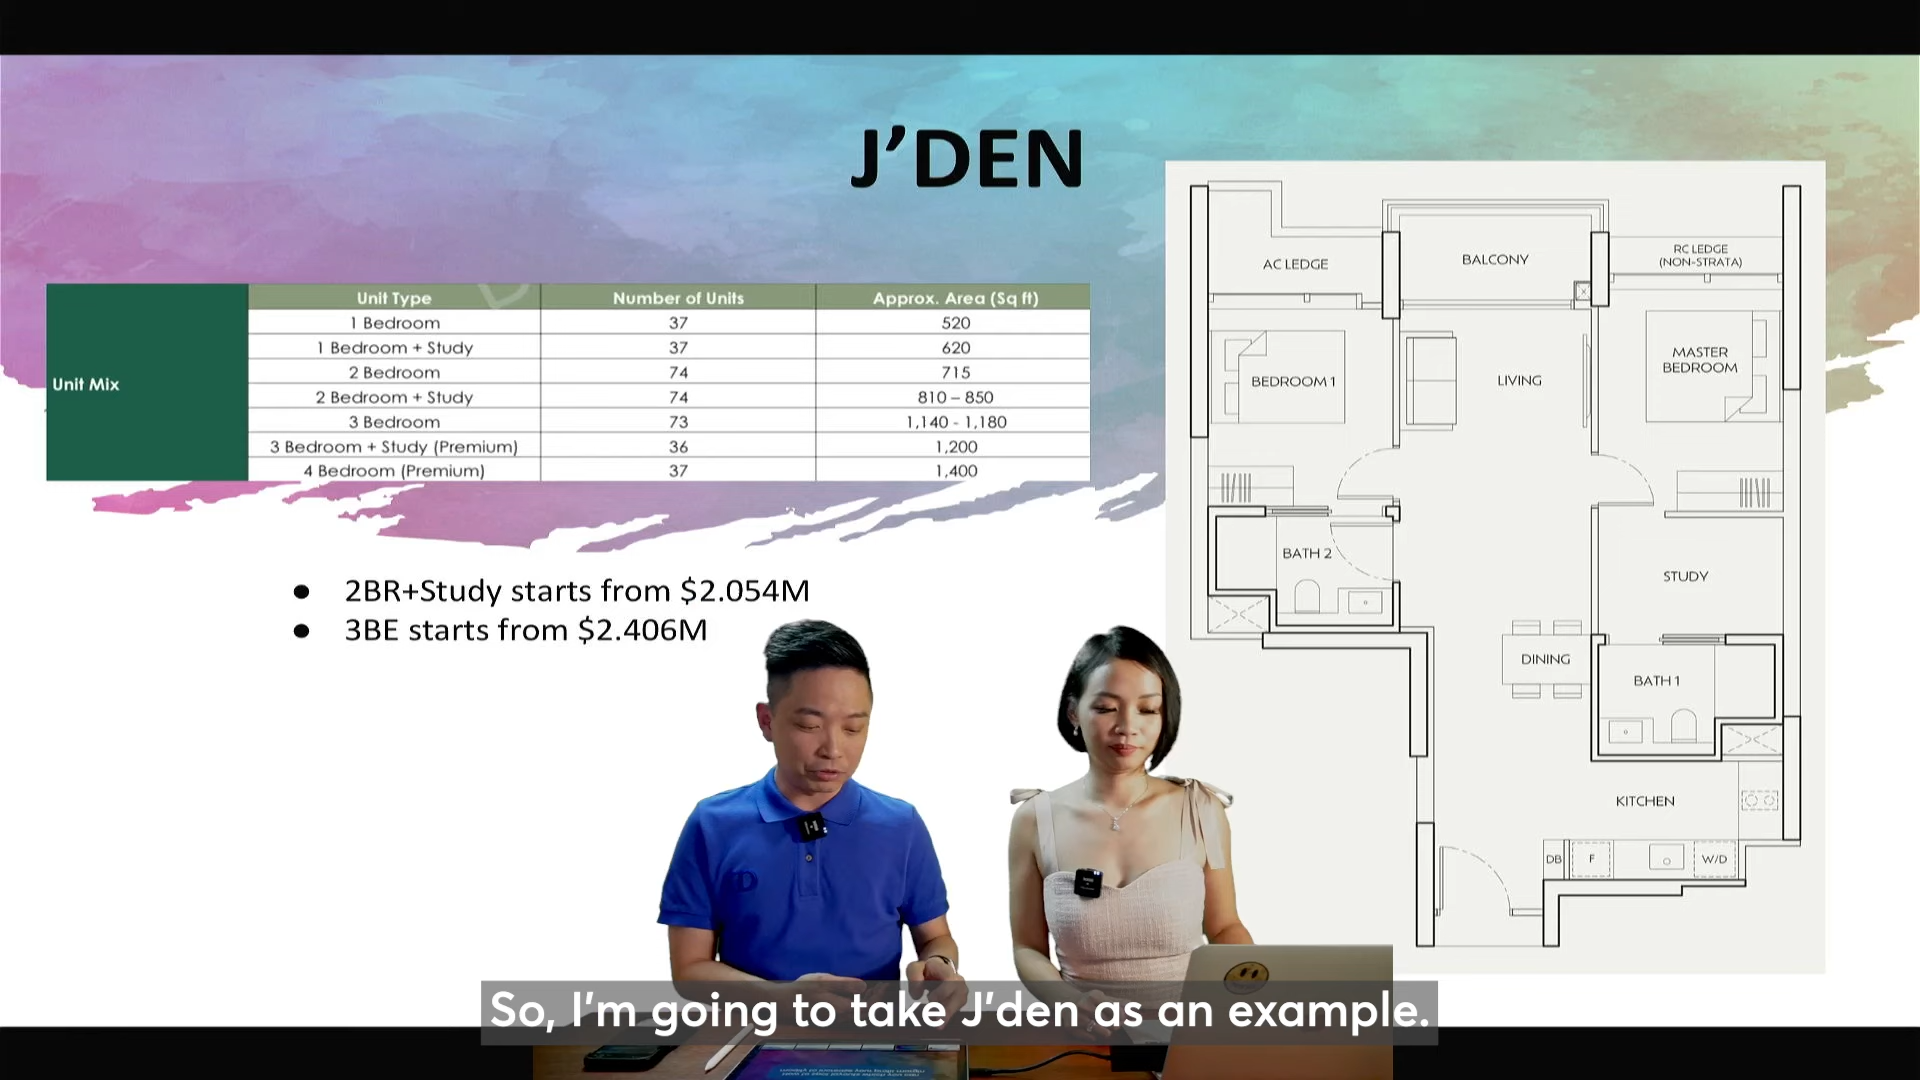 J'DEN
Unit Mix
Unit Type Number of Units Approx. Area (Sq ft)
1 Bedroom 37 520
1 Bedroom + Study 37 620
2 Bedroom 74 715
2 Bedroom + Study 74 810 – 850
3 Bedroom 73 1,140 - 1,180
3 Bedroom + Study (Premium) 36 1,200
4 Bedroom (Premium) 37 1,400
● 2BR+Study starts from $2.054M
● 3BE starts from $2.406M
AC LEDGE
BALCONY
RC LEDGE
(NON-STRATA)
BEDROOM 1
LIVING
MASTER
BEDROOM
BATH 2
STUDY
DINING
BATH 1
KITCHEN
DB
F
W/D
So, I'm going to take J'den as an example.